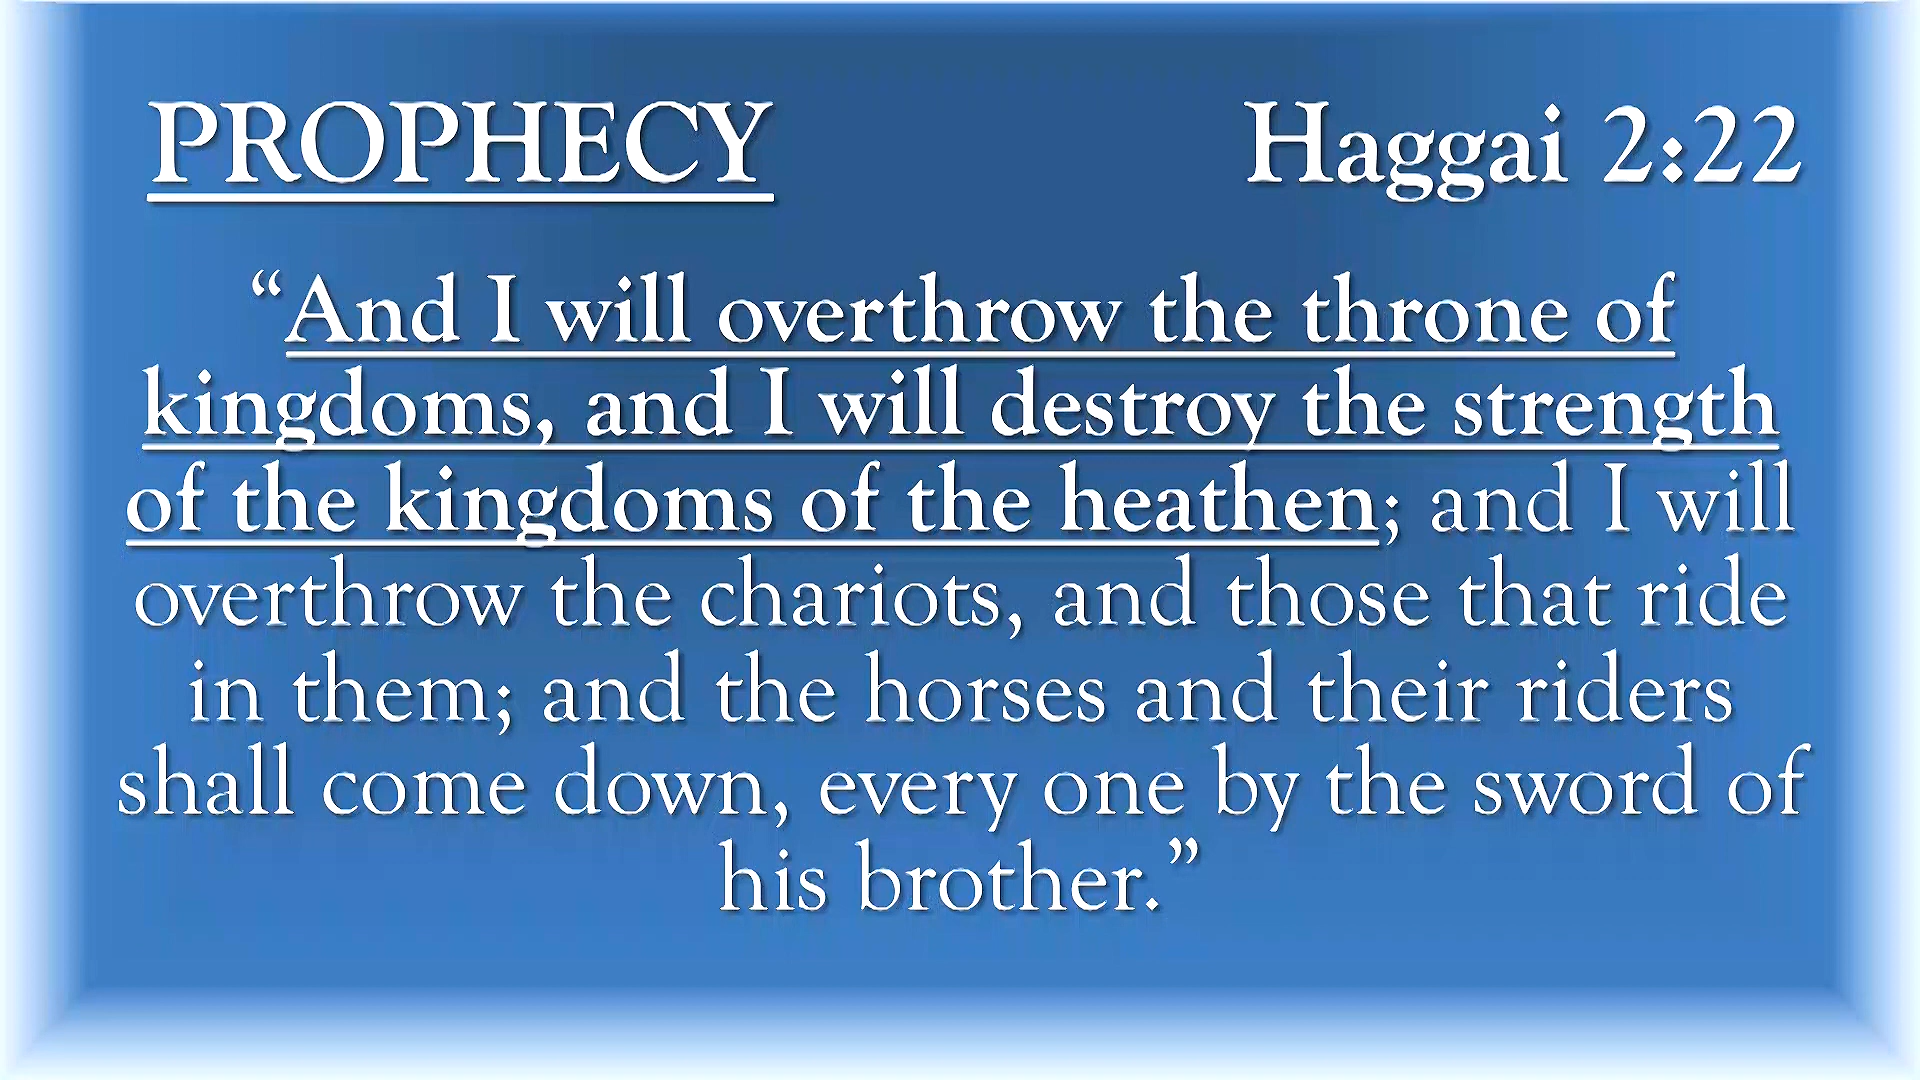 PROPHECY Haggai 2:22
“And I will overthrow the throne of
kingdoms, and I will destroy the strength
of the kingdoms of the heathen; and I will
overthrow the chariots, and those that ride
in them; and the horses and their riders
shall come down, every one by the sword of
his brother.”